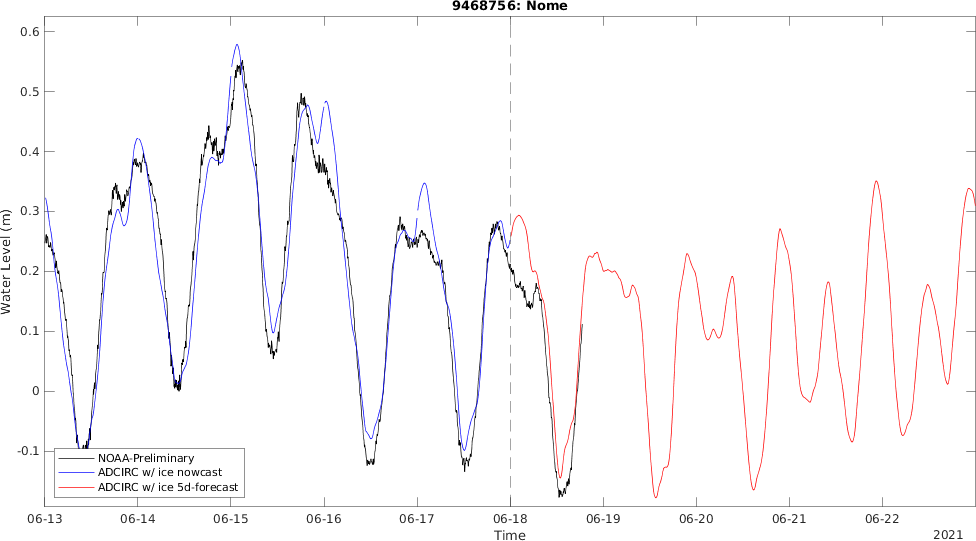 9468756: Nome
0.6
0.5
0.4
0.3
0.2
0.1
0
-0.1
Water Level (m)
NOAA-Preliminary
ADCIRC w/ ice nowcast
ADCIRC w/ ice 5d-forecast
06-13 06-14 06-15 06-16 06-17 06-18 06-19 06-20 06-21 06-22
Time
2021